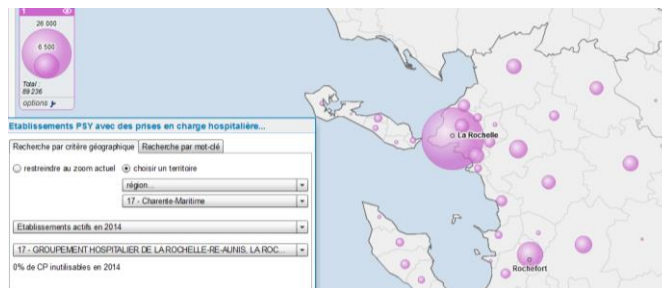 1
26 000
6 500
Total :
89 236
options
Etablissements PSY avec des prises en charge hospitalière...
Recherche par critère géographique Recherche par mot-clé
restreindre au zoom actuel choisir un territoire
région...
17 - Charente-Maritime
Etablissements actifs en 2014
17 - GROUPEMENT HOSPITALIER DE LA ROCHELLE-RE-AUNIS, LA ROC...
0% de CP inutilisables en 2014
La Rochelle
Rochefort